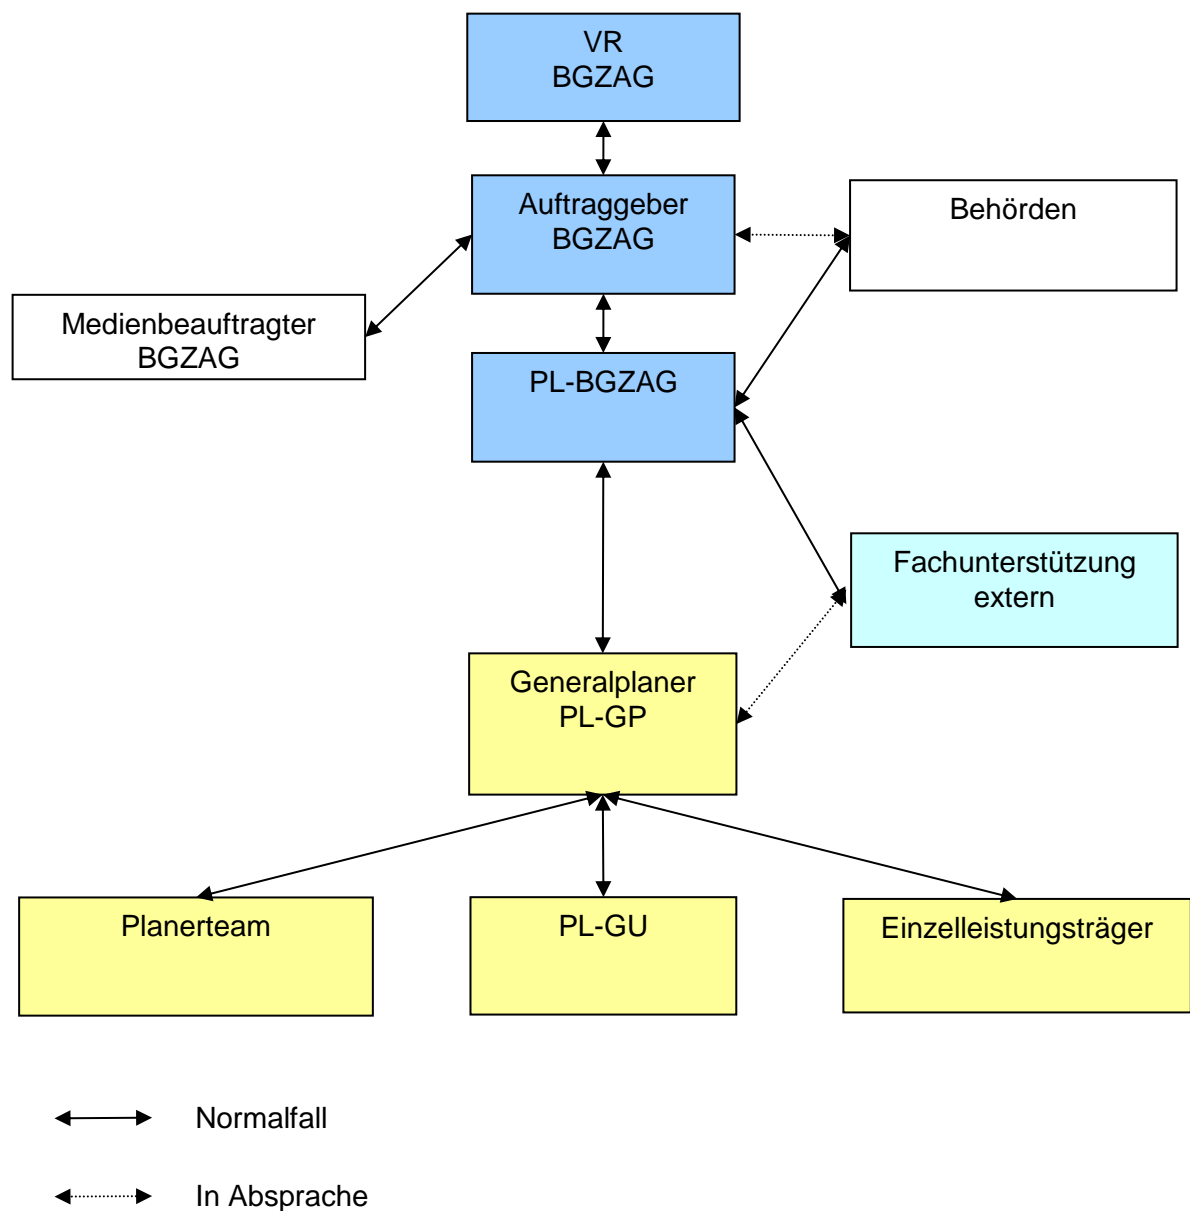 VR
BGZAG
Auftraggeber
BGZAG
Behörden
Medienbeauftragter
BGZAG
PL-BGZAG
Fachunterstützung
extern
Generalplaner
PL-GP
Planerteam
PL-GU
Einzelleistungsträger
Normalfall
In Absprache